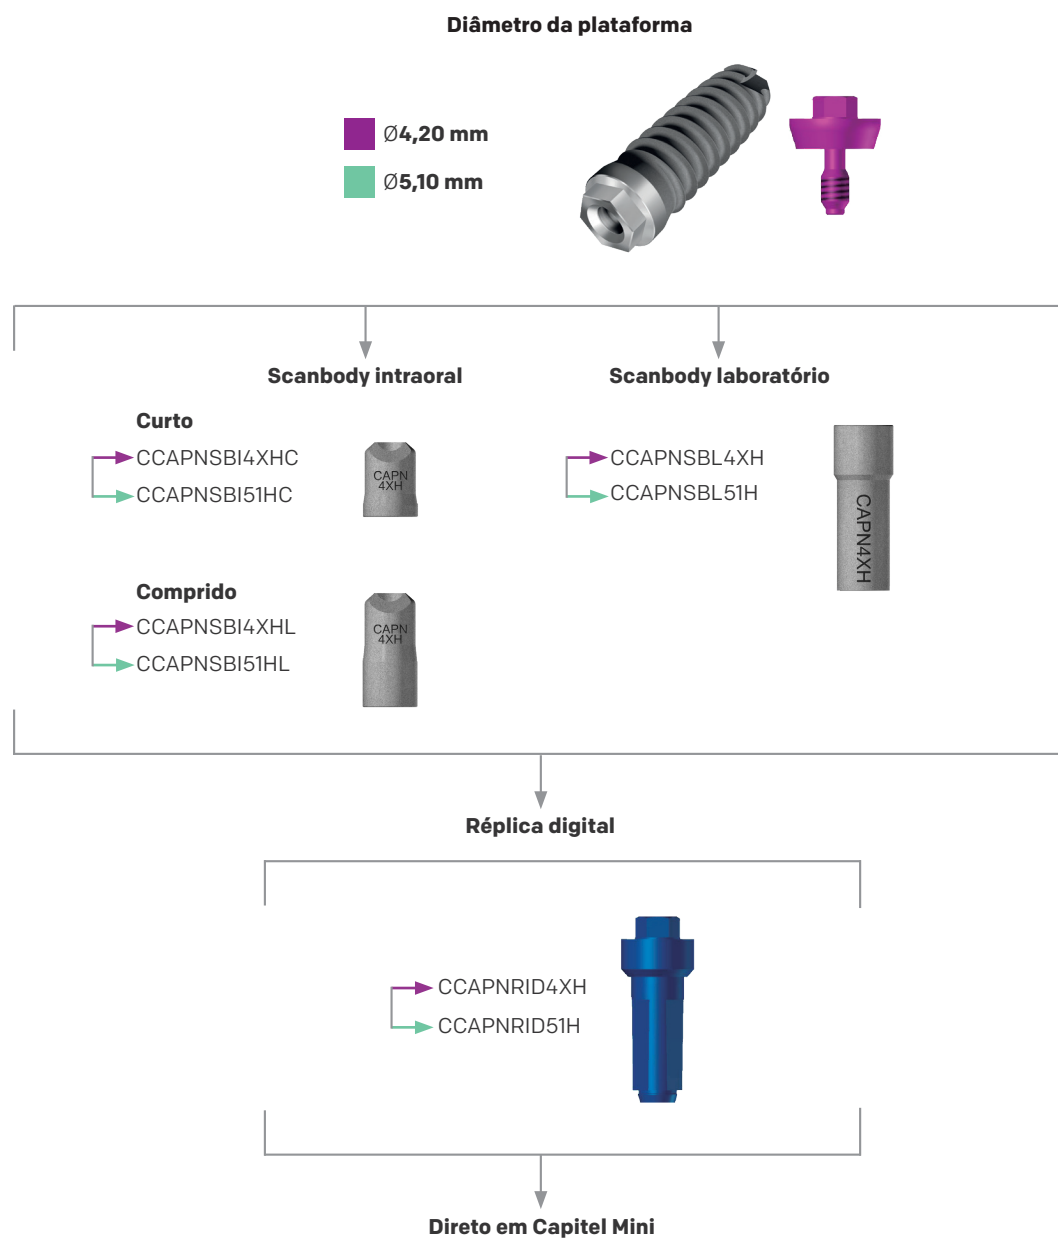 Diâmetro da plataforma
Ø4,20 mm
Ø5,10 mm
Scanbody intraoral
Curto
CCAPNSBI4XHC
CCAPNSBI51HC
CAPN
4XH
Comprido
CCAPNSBI4XHL
CCAPNSBI51HL
CAPN
4XH
Scanbody laboratório
CCAPNSBL4XH
CCAPNSBL51H
CAPN4XH
Réplica digital
CCAPNRID4XH
CCAPNRID51H
Direto em Capitel Mini